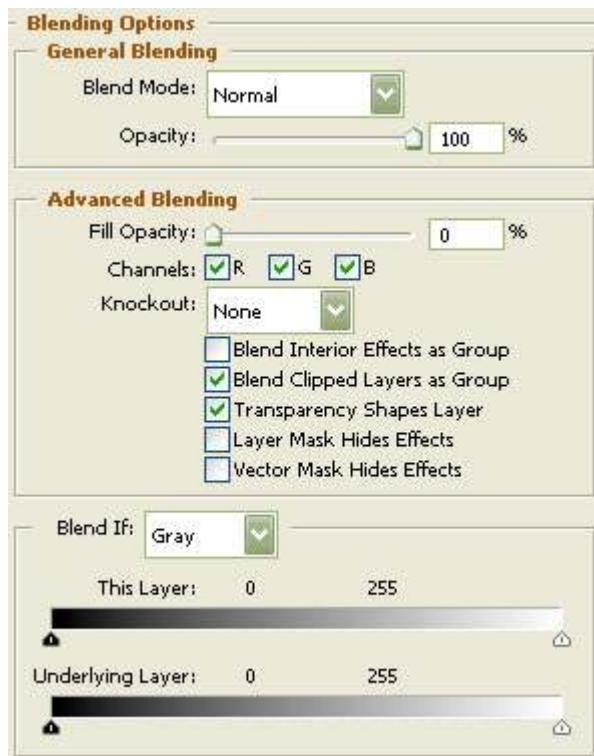 Blending Options
General Blending
Blend Mode: Normal
Opacity: 100 %
Advanced Blending
Fill Opacity: 0 %
Channels: R G B
Knockout: None
Blend Interior Effects as Group
Blend Clipped Layers as Group
Transparency Shapes Layer
Layer Mask Hides Effects
Vector Mask Hides Effects
Blend If: Gray
This Layer: 0 255
Underlying Layer: 0 255